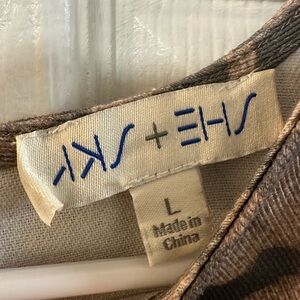 SHE + SKY
L
Made in
China